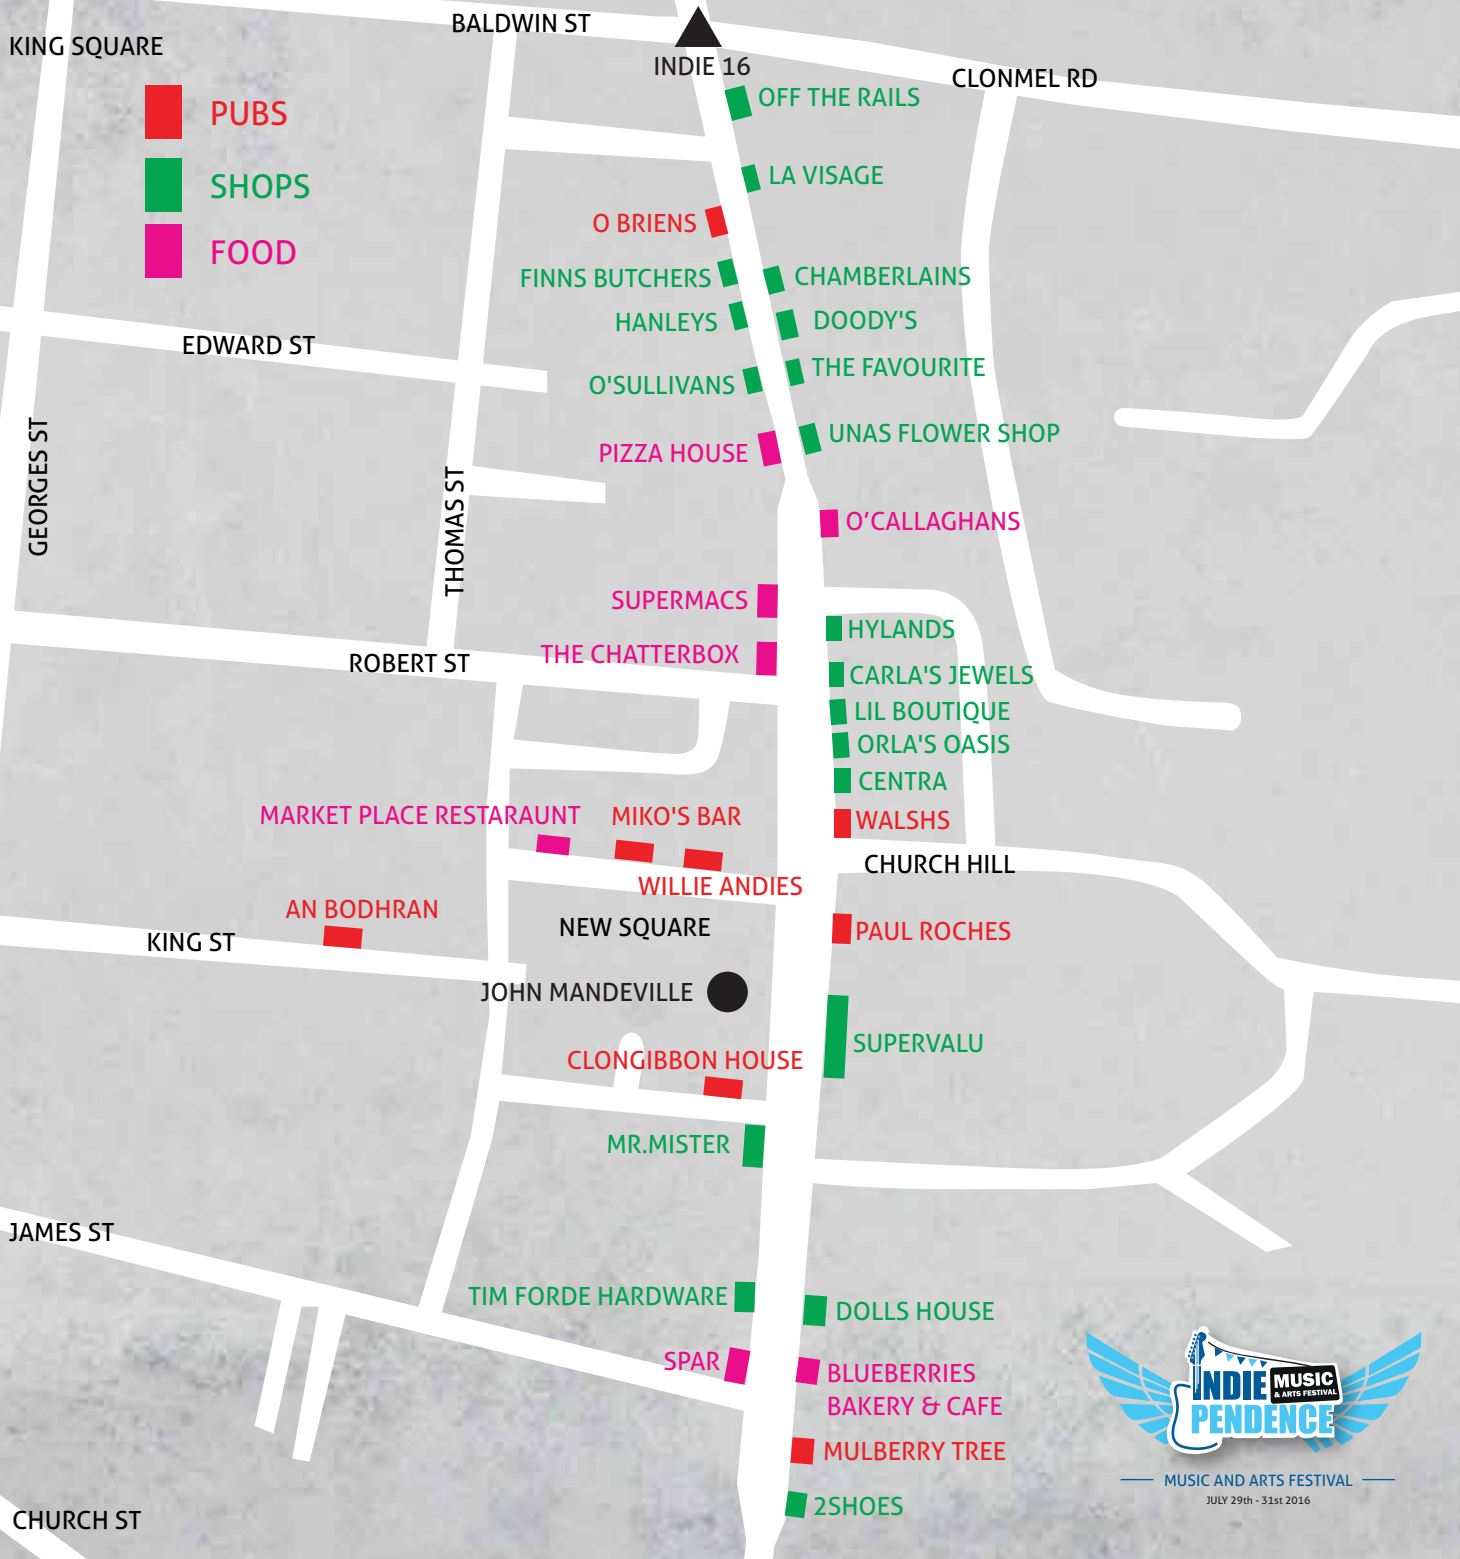 BALDWIN ST
KING SQUARE
INDIE 16
CLONMEL RD
PUBS
SHOPS
FOOD
OFF THE RAILS
LA VISAGE
O BRIENS
FINNS BUTCHERS
CHAMBERLAINS
HANLEYS
DOODY'S
EDWARD ST
THE FAVOURITE
O'SULLIVANS
UNAS FLOWER SHOP
PIZZA HOUSE
GEORGES ST
THOMAS ST
O'CALLAGHANS
SUPERMACS
HYLANDS
THE CHATTERBOX
ROBERT ST
CARLA'S JEWELS
LIL BOUTIQUE
ORLA'S OASIS
CENTRA
MARKET PLACE RESTARAUNT
MIKO'S BAR
WALSHS
CHURCH HILL
WILLIE ANDIES
AN BODHRAN
NEW SQUARE
PAUL ROCHES
KING ST
JOHN MANDEVILLE
SUPERVALU
CLONGIBBON HOUSE
MR.MISTER
JAMES ST
TIM FORDE HARDWARE
DOLLS HOUSE
SPAR
BLUEBERRIES
BAKERY & CAFE
MULBERRY TREE
2SHOES
CHURCH ST
INDIE MUSIC
& ARTS FESTIVAL
PENDENCE
MUSIC AND ARTS FESTIVAL
JULY 29th - 31st 2016